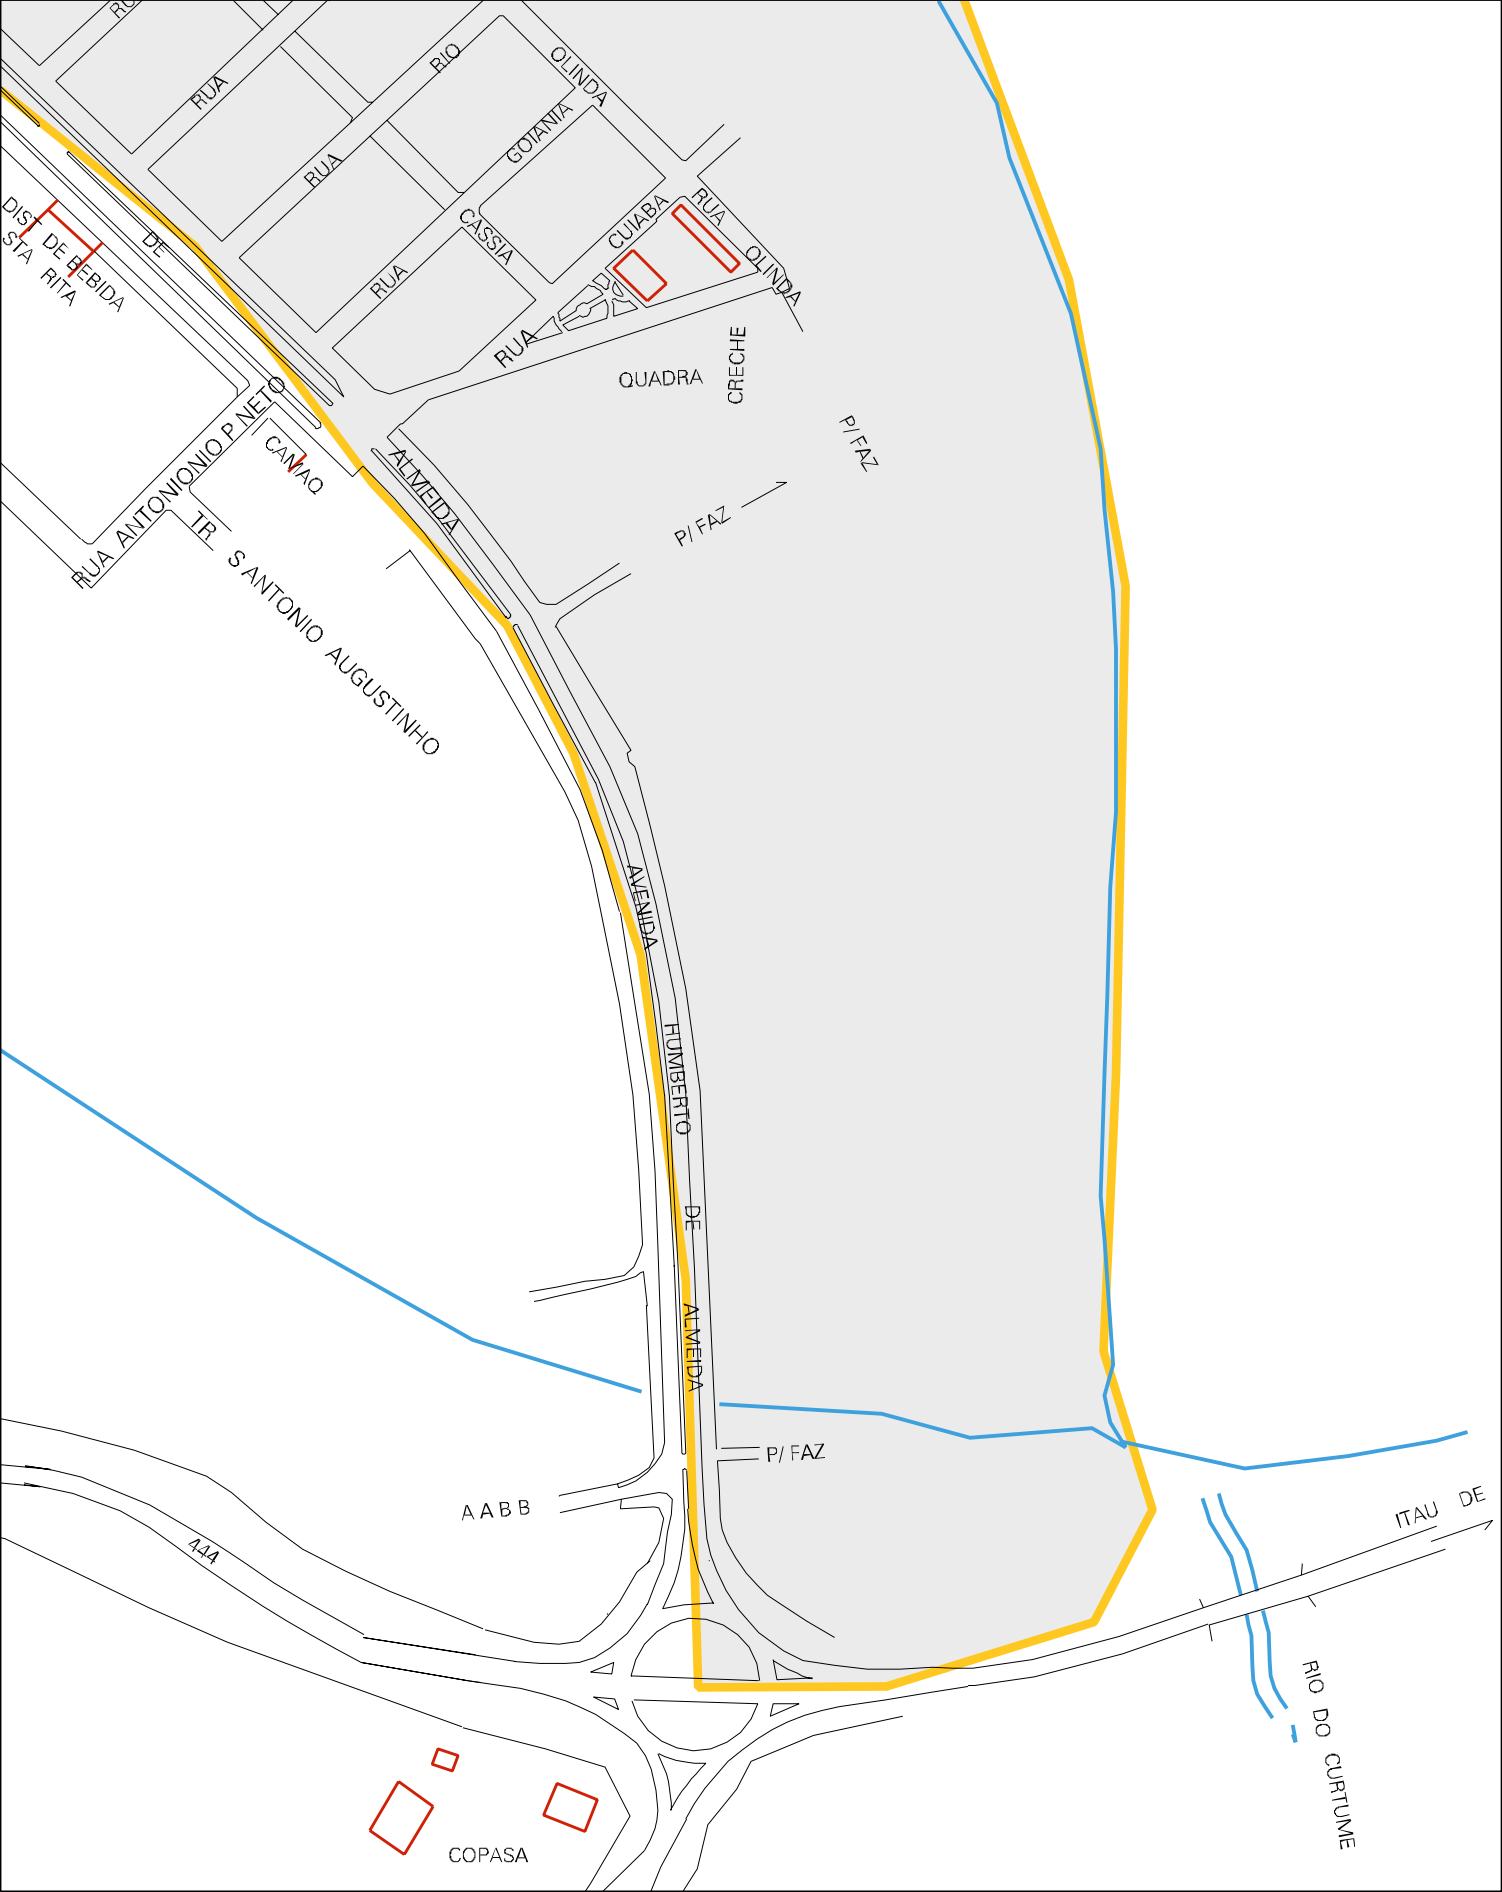 RUA
RIO
OLINDA
GOIANIA
RUA
CUIABA
RUA
CASSIA
RUA
OLINDA
DIST DE BEBIDA
STA RITA
DE
RUA
QUADRA
CRECHE
RUA ANTONIONIO P NETO
CAMAQ
ALMEIDA
P/ FAZ
P/ FAZ
TR S ANTONIO AUGUSTINHO
AVENIDA
HUMBERTO
DE
ALMEIDA
P/ FAZ
A A B B
444
ITAU DE
RIO DO CURTUME
COPASA